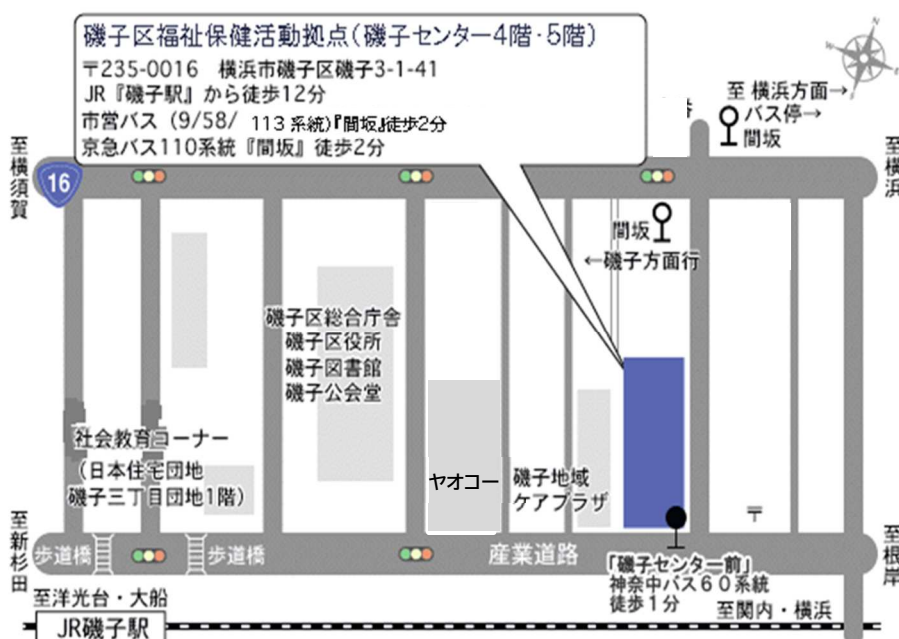 磯子区福祉保健活動拠点(磯子センター4階・5階)
〒235-0016 横浜市磯子区磯子3-1-41
JR『磯子駅』から徒歩12分
市営バス(9/58/ 113系統)『間坂』徒歩2分
京急バス110系統『間坂』徒歩2分
N
W
E
S
至 横浜方面→
バス停→
間坂
至横須賀
16
至横浜
間坂
←磯子方面行
磯子区総合庁舎
磯子区役所
磯子図書館
磯子公会堂
社会教育コーナー
(日本住宅団地
磯子三丁目団地1階)
ヤオコー
磯子地域
ケアプラザ
〒
至新杉田
歩道橋
歩道橋
産業道路
至根岸
「磯子センター前」
神奈中バス60系統
徒歩1分
至洋光台・大船
至関内・横浜
JR磯子駅